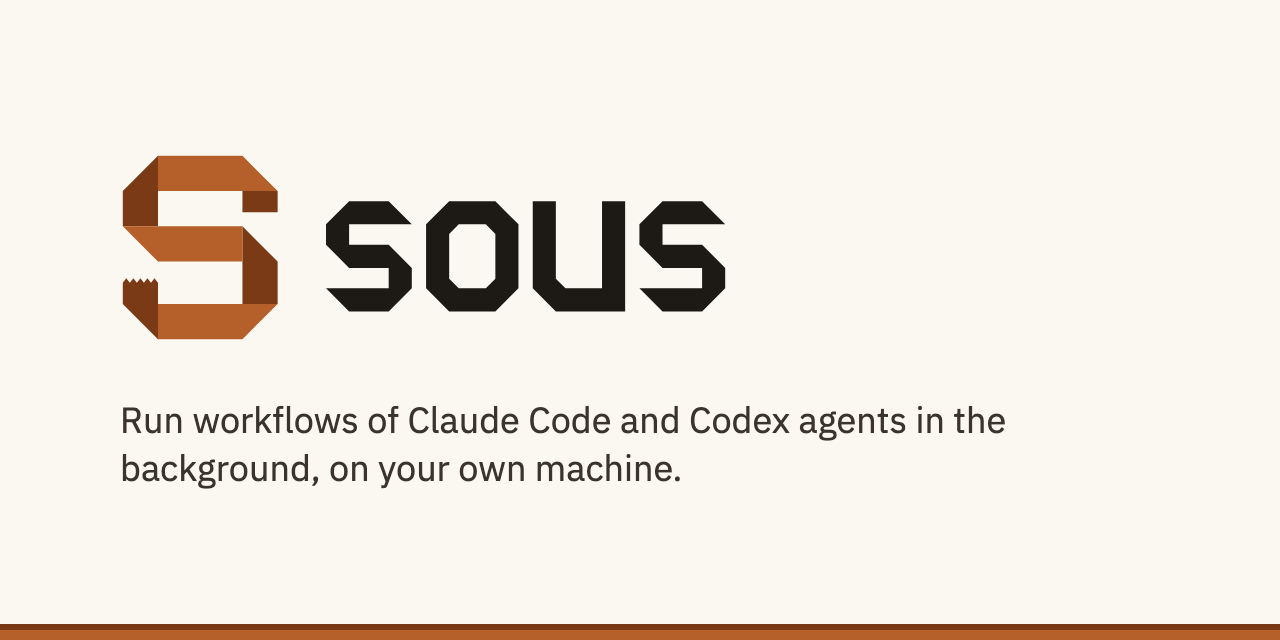 sous
Run workflows of Claude Code and Codex agents in the
background, on your own machine.